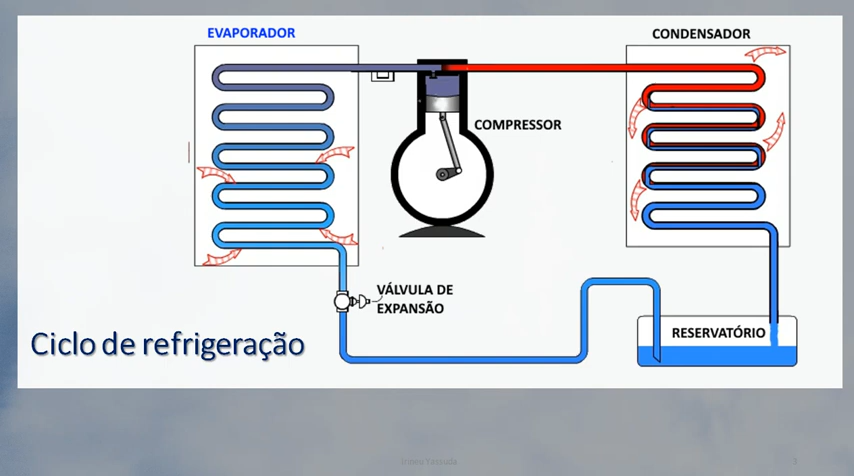 EVAPORADOR
CONDENSADOR
COMPRESSOR
VÁLVULA DE
EXPANSÃO
RESERVATÓRIO
Ciclo de refrigeração